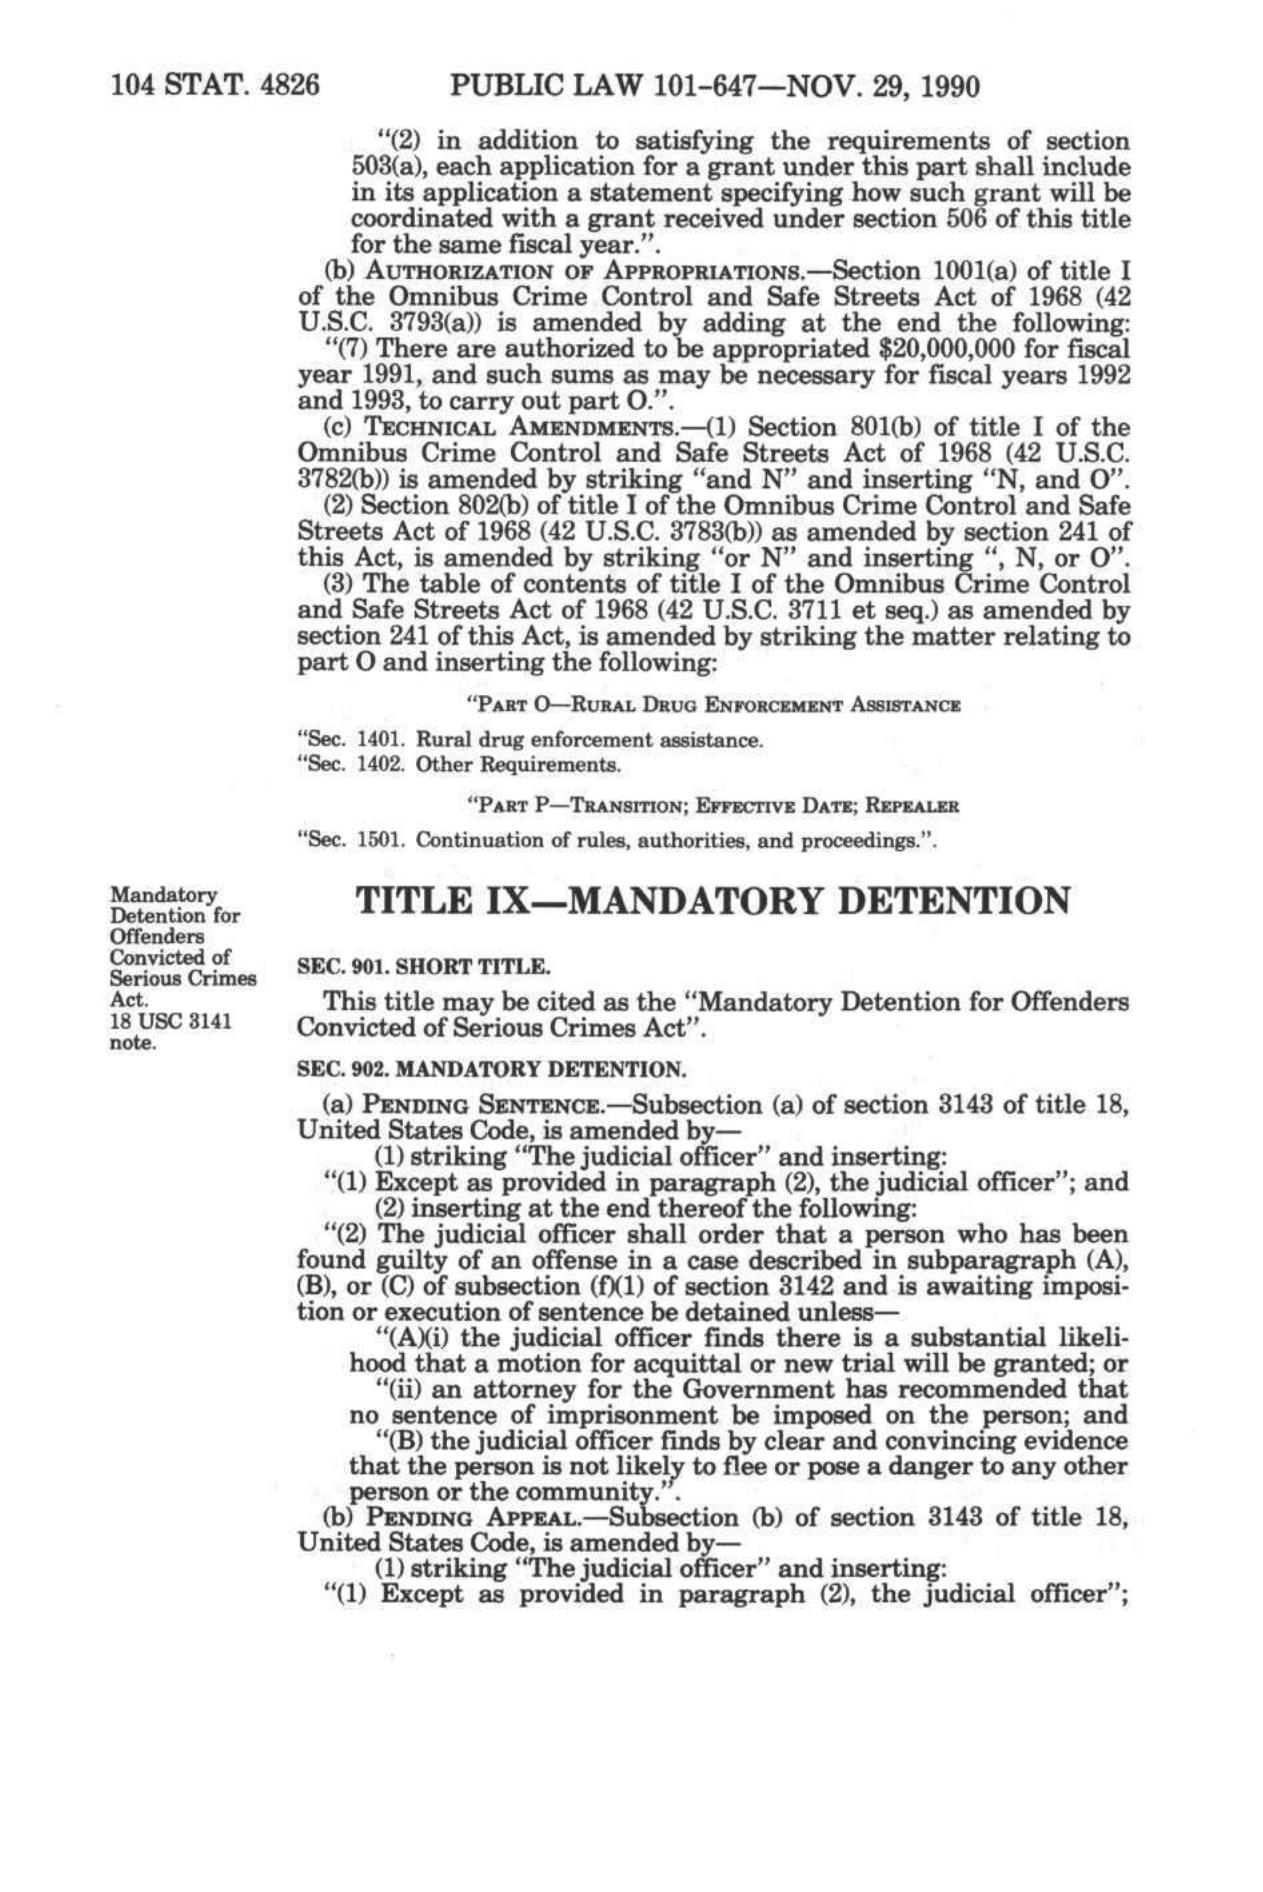 104 STAT. 4826 PUBLIC LAW 101-647—NOV. 29, 1990
“(2) in addition to satisfying the requirements of section
503(a), each application for a grant under this part shall include
in its application a statement specifying how such grant will be
coordinated with a grant received under section 506 of this title
for the same fiscal year.”.
(b) AUTHORIZATION OF APPROPRIATIONS.—Section 1001(a) of title I
of the Omnibus Crime Control and Safe Streets Act of 1968 (42
U.S.C. 3793(a)) is amended by adding at the end the following:
“(7) There are authorized to be appropriated $20,000,000 for fiscal
year 1991, and such sums as may be necessary for fiscal years 1992
and 1993, to carry out part O.”.
(c) TECHNICAL AMENDMENTS.—(1) Section 801(b) of title I of the
Omnibus Crime Control and Safe Streets Act of 1968 (42 U.S.C.
3782(b)) is amended by striking “and N” and inserting “N, and O”.
(2) Section 802(b) of title I of the Omnibus Crime Control and Safe
Streets Act of 1968 (42 U.S.C. 3783(b)) as amended by section 241 of
this Act, is amended by striking “or N” and inserting “, N, or O”.
(3) The table of contents of title I of the Omnibus Crime Control
and Safe Streets Act of 1968 (42 U.S.C. 3711 et seq.) as amended by
section 241 of this Act, is amended by striking the matter relating to
part O and inserting the following:
“PART O—RURAL DRUG ENFORCEMENT ASSISTANCE
“Sec. 1401. Rural drug enforcement assistance.
“Sec. 1402. Other Requirements.
“PART P—TRANSITION; EFFECTIVE DATE; REPEALER
“Sec. 1501. Continuation of rules, authorities, and proceedings.”.
Mandatory
Detention for
Offenders
Convicted of
Serious Crimes
Act.
18 USC 3141
note.
TITLE IX—MANDATORY DETENTION
SEC. 901. SHORT TITLE.
This title may be cited as the “Mandatory Detention for Offenders
Convicted of Serious Crimes Act”.
SEC. 902. MANDATORY DETENTION.
(a) PENDING SENTENCE.—Subsection (a) of section 3143 of title 18,
United States Code, is amended by—
(1) striking “The judicial officer” and inserting:
“(1) Except as provided in paragraph (2), the judicial officer”; and
(2) inserting at the end thereof the following:
“(2) The judicial officer shall order that a person who has been
found guilty of an offense in a case described in subparagraph (A),
(B), or (C) of subsection (f)(1) of section 3142 and is awaiting imposi-
tion or execution of sentence be detained unless—
“(A)(i) the judicial officer finds there is a substantial likeli-
hood that a motion for acquittal or new trial will be granted; or
“(ii) an attorney for the Government has recommended that
no sentence of imprisonment be imposed on the person; and
“(B) the judicial officer finds by clear and convincing evidence
that the person is not likely to flee or pose a danger to any other
person or the community.”.
(b) PENDING APPEAL.—Subsection (b) of section 3143 of title 18,
United States Code, is amended by—
(1) striking “The judicial officer” and inserting:
“(1) Except as provided in paragraph (2), the judicial officer”;